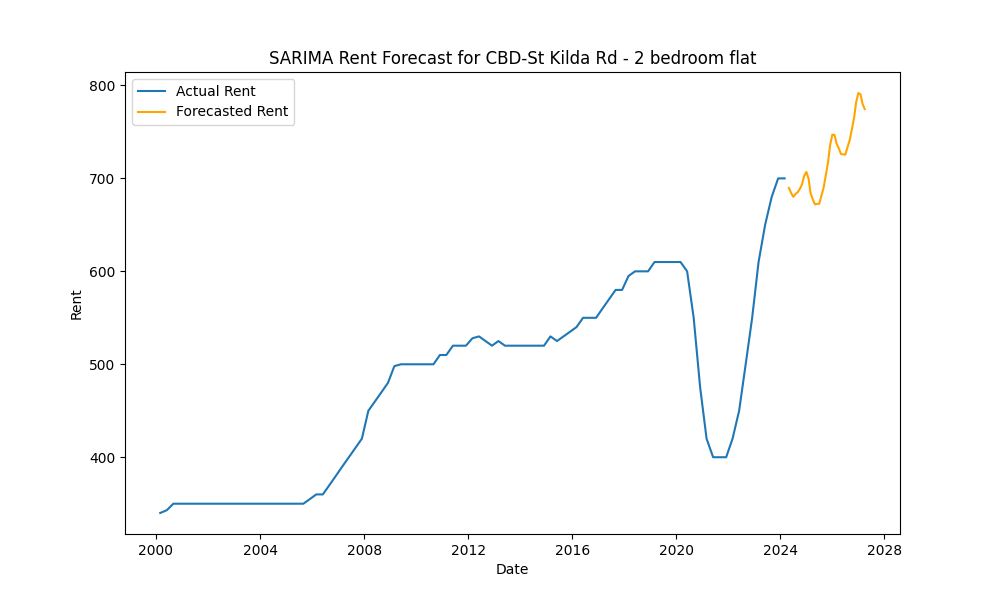 SARIMA Rent Forecast for CBD-St Kilda Rd - 2 bedroom flat
Actual Rent
Forecasted Rent
800
700
600
500
400
Rent
2000 2004 2008 2012 2016 2020 2024 2028
Date